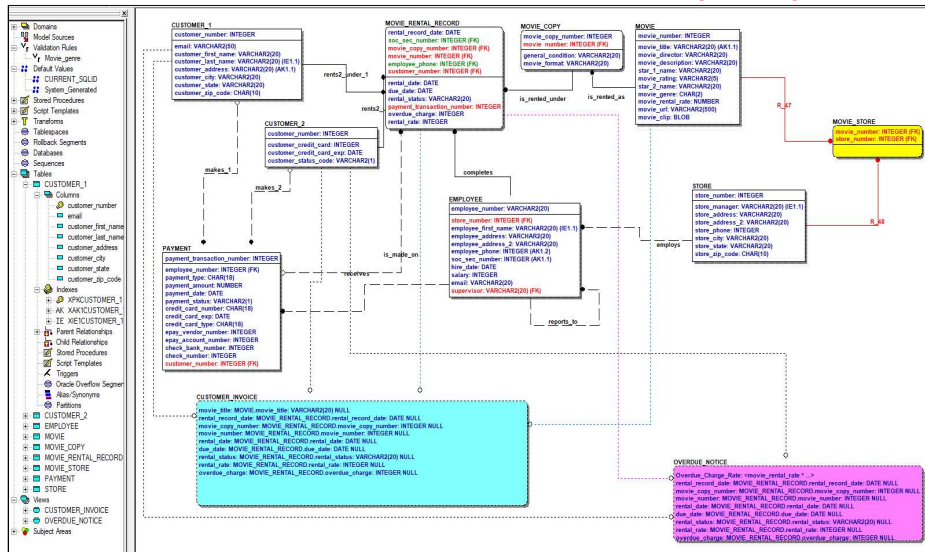 Domains
Model Sources
Validation Rules
Movie_genre
Default Values
CURRENT_SQLID
System_Generated
Stored Procedures
Script Templates
Transforms
Tablespaces
Rollback Segments
Databases
Sequences
Tables
CUSTOMER_1
Columns
customer_number
email
customer_first_name
customer_last_name
customer_address
customer_city
customer_state
customer_zip_code
Indexes
XPKCUSTOMER_1
AK XAK1CUSTOMER_
IE XIE1CUSTOMER_1
Parent Relationships
Child Relationships
Stored Procedures
Script Templates
Triggers
Oracle Overflow Segmen
Alias/Synonyms
Partitions
CUSTOMER_2
EMPLOYEE
MOVIE
MOVIE_COPY
MOVIE_RENTAL_RECORD
MOVIE_STORE
PAYMENT
STORE
Views
CUSTOMER_INVOICE
OVERDUE_NOTICE
Subject Areas
CUSTOMER_1
customer_number: INTEGER
email: VARCHAR2(50)
customer_first_name: VARCHAR2(20)
customer_last_name: VARCHAR2(20) (IE1.1)
customer_address: VARCHAR2(20) (AK1.1)
customer_city: VARCHAR2(20)
customer_state: VARCHAR2(20)
customer_zip_code: CHAR(10)
MOVIE_RENTAL_RECORD
rental_record_date: DATE
soc_sec_number: INTEGER (FK)
movie_copy_number: INTEGER (FK)
movie_number: INTEGER (FK)
employee_phone: INTEGER (FK)
customer_number: INTEGER (FK)
rental_date: DATE
due_date: DATE
rental_status: VARCHAR2(20)
payment_transaction_number: INTEGER
overdue_charge: INTEGER
rental_rate: INTEGER
MOVIE_COPY
movie_copy_number: INTEGER
movie_number: INTEGER (FK)
general_condition: VARCHAR2(20)
movie_format: VARCHAR2(20)
MOVIE
movie_number: INTEGER
movie_title: VARCHAR2(20) (AK1.1)
movie_director: VARCHAR2(20)
movie_description: VARCHAR2(20)
star_1_name: VARCHAR2(20)
movie_rating: VARCHAR2(5)
star_2_name: VARCHAR2(20)
movie_genre: CHAR(2)
movie_rental_rate: NUMBER
movie_url: VARCHAR2(500)
movie_clip: BLOB
rents2_under_1
rents2_
is_rented_under
is_rented_as
R_47
MOVIE_STORE
movie_number: INTEGER (FK)
store_number: INTEGER (FK)
R_48
CUSTOMER_2
customer_number: INTEGER
customer_credit_card: INTEGER
customer_credit_card_exp: DATE
customer_status_code: VARCHAR2(1)
makes_1
makes_2
completes
EMPLOYEE
employee_number: VARCHAR2(20)
store_number: INTEGER (FK)
employee_first_name: VARCHAR2(20) (IE1.1)
employee_address: VARCHAR2(20)
employee_address_2: VARCHAR2(20)
employee_phone: INTEGER (AK1.2)
soc_sec_number: INTEGER (AK1.1)
hire_date: DATE
salary: INTEGER
email: VARCHAR2(20)
supervisor: VARCHAR2(20) (FK)
employs
STORE
store_number: INTEGER
store_manager: VARCHAR2(20) (IE1.1)
store_address: VARCHAR2(20)
store_address_2: VARCHAR2(20)
store_phone: INTEGER
store_city: VARCHAR2(20)
store_state: VARCHAR2(20)
store_zip_code: CHAR(10)
PAYMENT
payment_transaction_number: INTEGER
employee_number: INTEGER (FK)
payment_type: CHAR(18)
payment_amount: NUMBER
payment_date: DATE
payment_status: VARCHAR2(1)
credit_card_number: CHAR(18)
credit_card_exp: DATE
credit_card_type: CHAR(18)
epay_vendor_number: INTEGER
epay_account_number: INTEGER
check_bank_number: INTEGER
check_number: INTEGER
customer_number: INTEGER (FK)
is_made_on
receives
reports_to
CUSTOMER_INVOICE
movie_title: MOVIE.movie_title: VARCHAR2(20) NULL
rental_record_date: MOVIE_RENTAL_RECORD.rental_record_date: DATE NULL
movie_copy_number: MOVIE_RENTAL_RECORD.movie_copy_number: INTEGER NULL
movie_number: MOVIE_RENTAL_RECORD.movie_number: INTEGER NULL
rental_date: MOVIE_RENTAL_RECORD.rental_date: DATE NULL
due_date: MOVIE_RENTAL_RECORD.due_date: DATE NULL
rental_status: MOVIE_RENTAL_RECORD.rental_status: VARCHAR2(20) NULL
rental_rate: MOVIE_RENTAL_RECORD.rental_rate: INTEGER NULL
overdue_charge: MOVIE_RENTAL_RECORD.overdue_charge: INTEGER NULL
OVERDUE_NOTICE
Overdue_Charge_Rate: <movie_rental_rate * ...>
rental_record_date: MOVIE_RENTAL_RECORD.rental_record_date: DATE NULL
movie_copy_number: MOVIE_RENTAL_RECORD.movie_copy_number: INTEGER NULL
movie_number: MOVIE_RENTAL_RECORD.movie_number: INTEGER NULL
rental_date: MOVIE_RENTAL_RECORD.rental_date: DATE NULL
due_date: MOVIE_RENTAL_RECORD.due_date: DATE NULL
rental_status: MOVIE_RENTAL_RECORD.rental_status: VARCHAR2(20) NULL
rental_rate: MOVIE_RENTAL_RECORD.rental_rate: INTEGER NULL
overdue_charge: MOVIE_RENTAL_RECORD.overdue_charge: INTEGER NULL